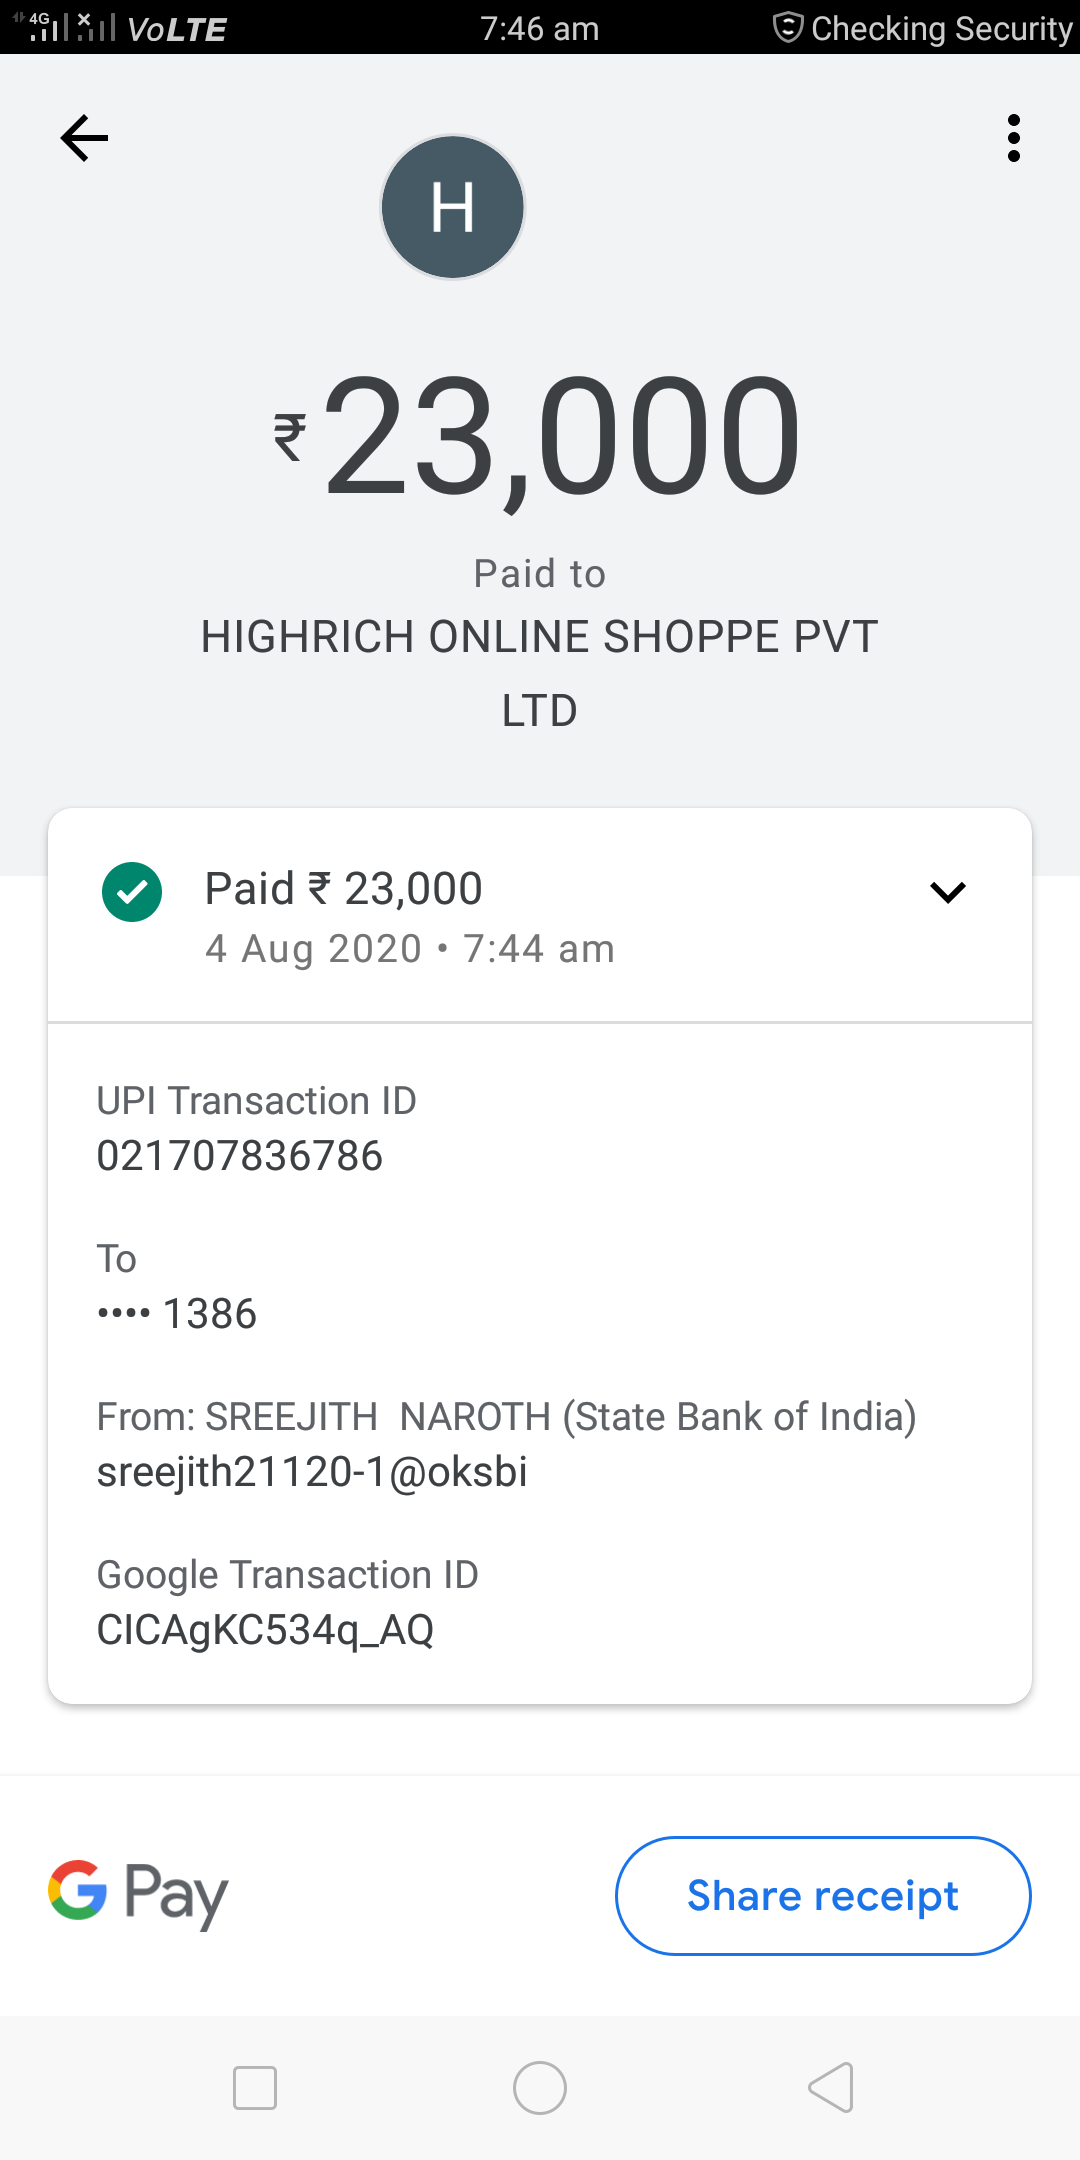 4G VoLTE 7:46 am Checking Security
H
₹23,000
Paid to
HIGHRICH ONLINE SHOPPE PVT
LTD
Paid ₹ 23,000
4 Aug 2020 • 7:44 am
UPI Transaction ID
021707836786
To
•••• 1386
From: SREEJITH  NAROTH (State Bank of India)
sreejith21120-1@oksbi
Google Transaction ID
CICAgKC534q_AQ
G Pay
Share receipt